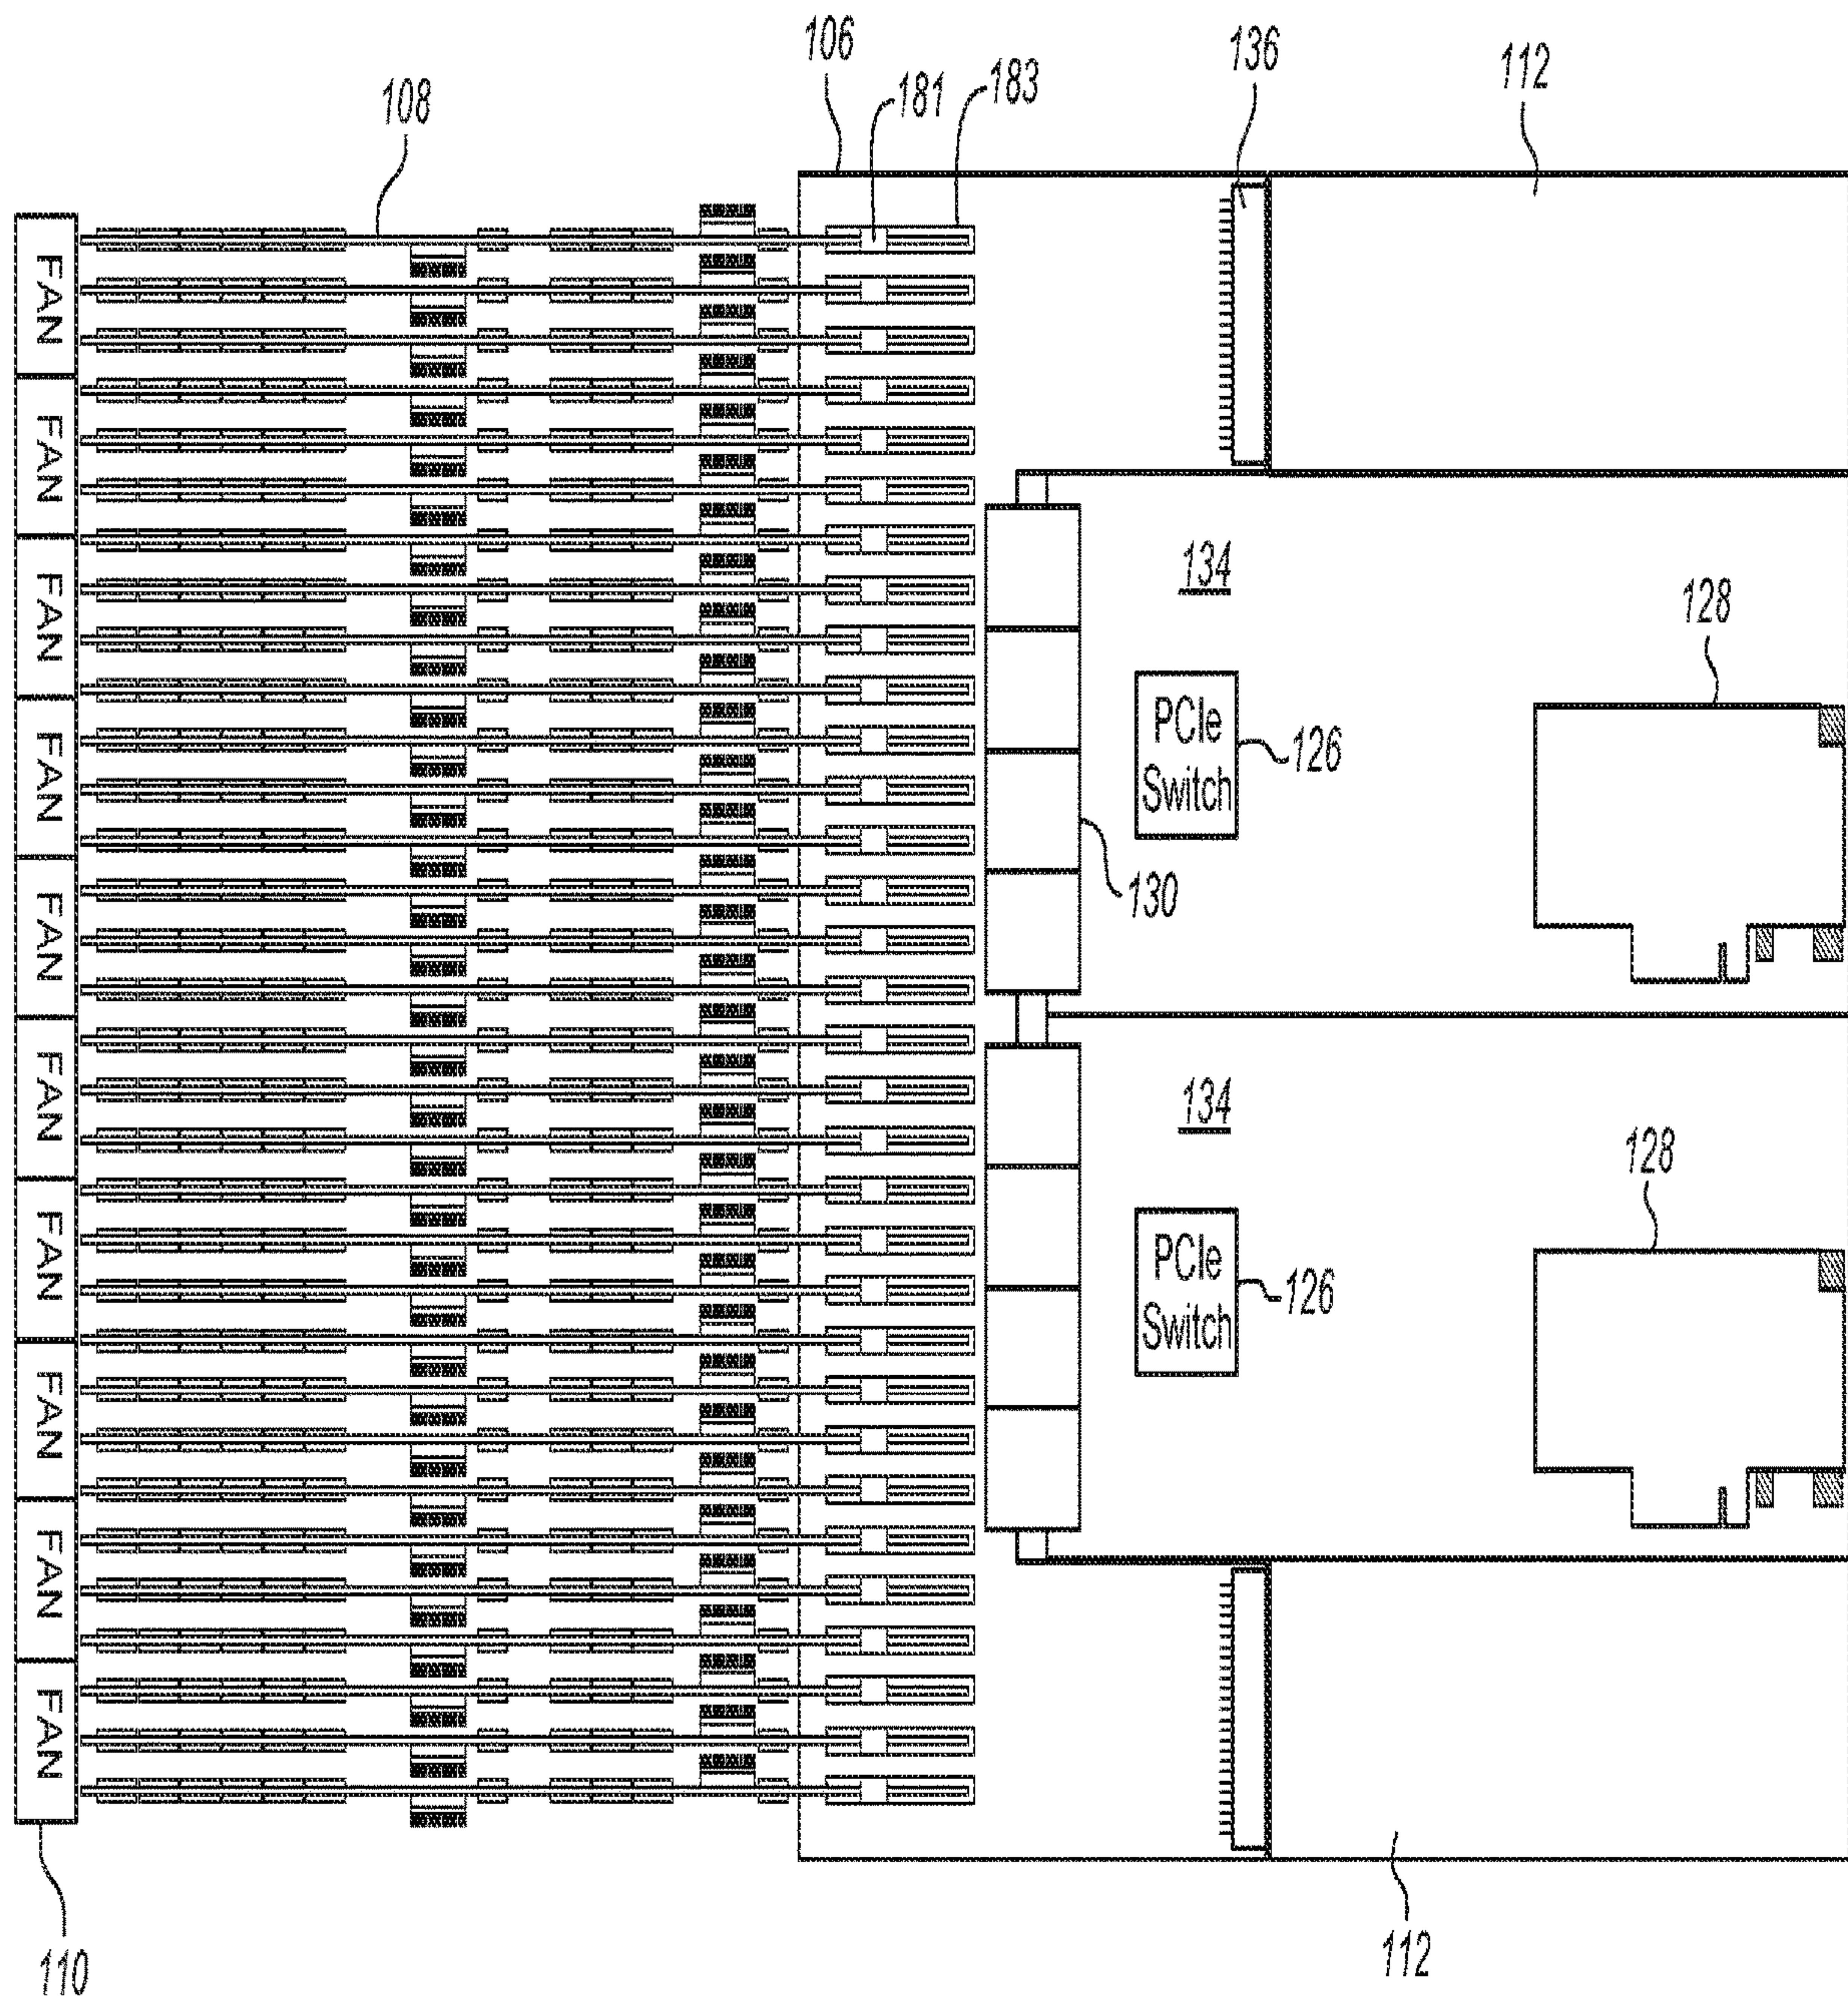 106
136
112
108
181
183
FAN
FAN
FAN
FAN
FAN
FAN
FAN
FAN
FAN
FAN
134
128
PCIe
Switch
126
130
134
128
PCIe
Switch
126
110
112